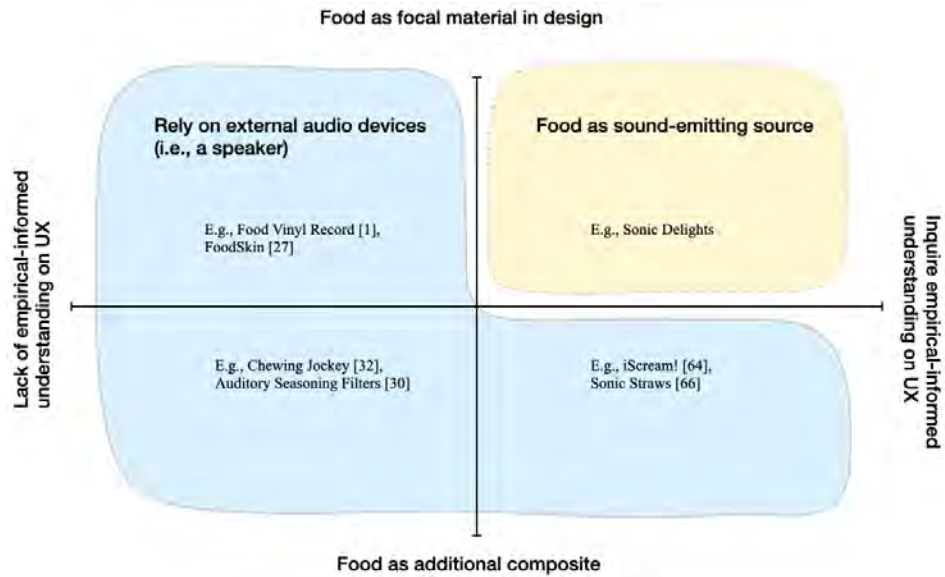 Food as focal material in design
Rely on external audio devices
(i.e., a speaker)
Food as sound-emitting source
E.g., Food Vinyl Record [1],
FoodSkin [27]
E.g., Sonic Delights
Lack of empirical-informed
understanding on UX
Inquire empirical-informed
understanding on UX
E.g., Chewing Jockey [32],
Auditory Seasoning Filters [30]
E.g., iScream! [64],
Sonic Straws [66]
Food as additional composite